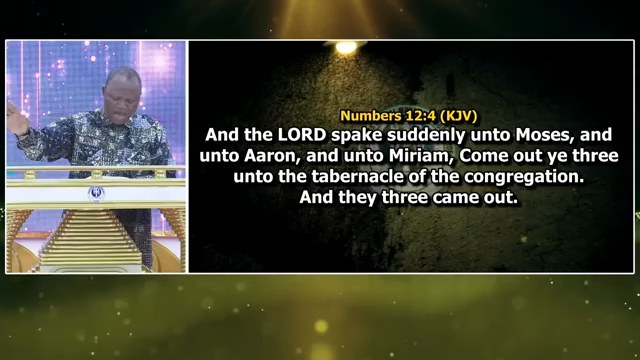 Numbers 12:4 (KJV)
And the LORD spake suddenly unto Moses, and
unto Aaron, and unto Miriam, Come out ye three
unto the tabernacle of the congregation.
And they three came out.